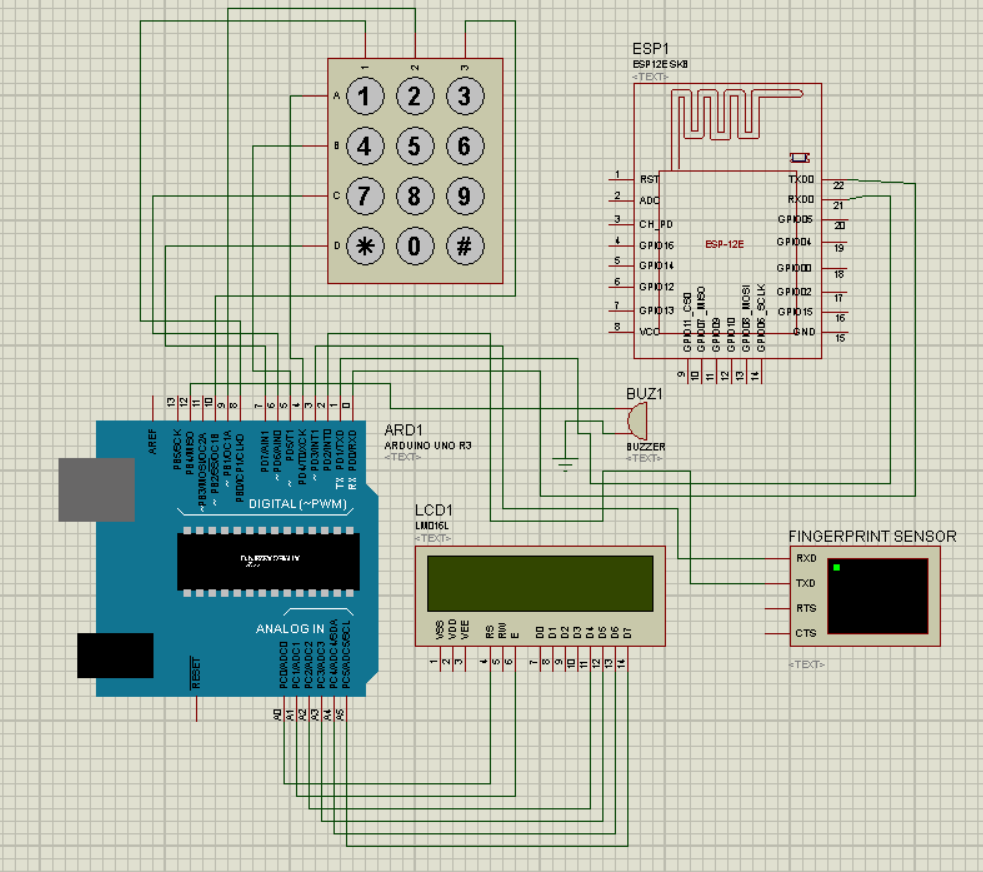 1
2
3
A
1
2
3
B
4
5
6
C
7
8
9
D
*
0
#
ESP1
ESP12E SKB
<TEXT>
1
RST
2
ADC
3
CH_PD
4
GPIO16
5
GPIO14
6
GPIO12
7
GPIO13
8
VCC
ESP-12E
TXD0
22
RXD0
21
GPIO5
20
GPIO4
19
GPIO0
18
GPIO2
17
GPIO15
16
GND
15
GPIO11_CS0
GPIO07_MISO
GPIO9
GPIO10
GPIO08_MOSI
GPIO06_SCLK
9
10
11
12
13
14
BUZ1
BUZZER
<TEXT>
13
12
11
10
9
8
7
6
5
4
3
2
1
0
AREF
PB5/SCK
PB4/MISO
~ PB3/MOSI/OC2A
~ PB2/SS/OC1B
~ PB1/OC1A
PB0/ICP1/CLKO
PD7/AIN1
~ PD6/AIN0
~ PD5/T1
PD4/T0/XCK
~ PD3/INT1
PD2/INT0
TX PD1/TXD
RX PD0/RXD
DIGITAL (~PWM)
ARD1
ARDUINO UNO R3
<TEXT>
ANALOG IN
RESET
PC0/ADC0
PC1/ADC1
PC2/ADC2
PC3/ADC3
PC4/ADC4/SDA
PC5/ADC5/SCL
A0
A1
A2
A3
A4
A5
LCD1
LM016L
<TEXT>
VSS
VDD
VEE
RS
RW
E
D0
D1
D2
D3
D4
D5
D6
D7
1
2
3
4
5
6
7
8
9
10
11
12
13
14
FINGERPRINT SENSOR
RXD
TXD
RTS
CTS
<TEXT>